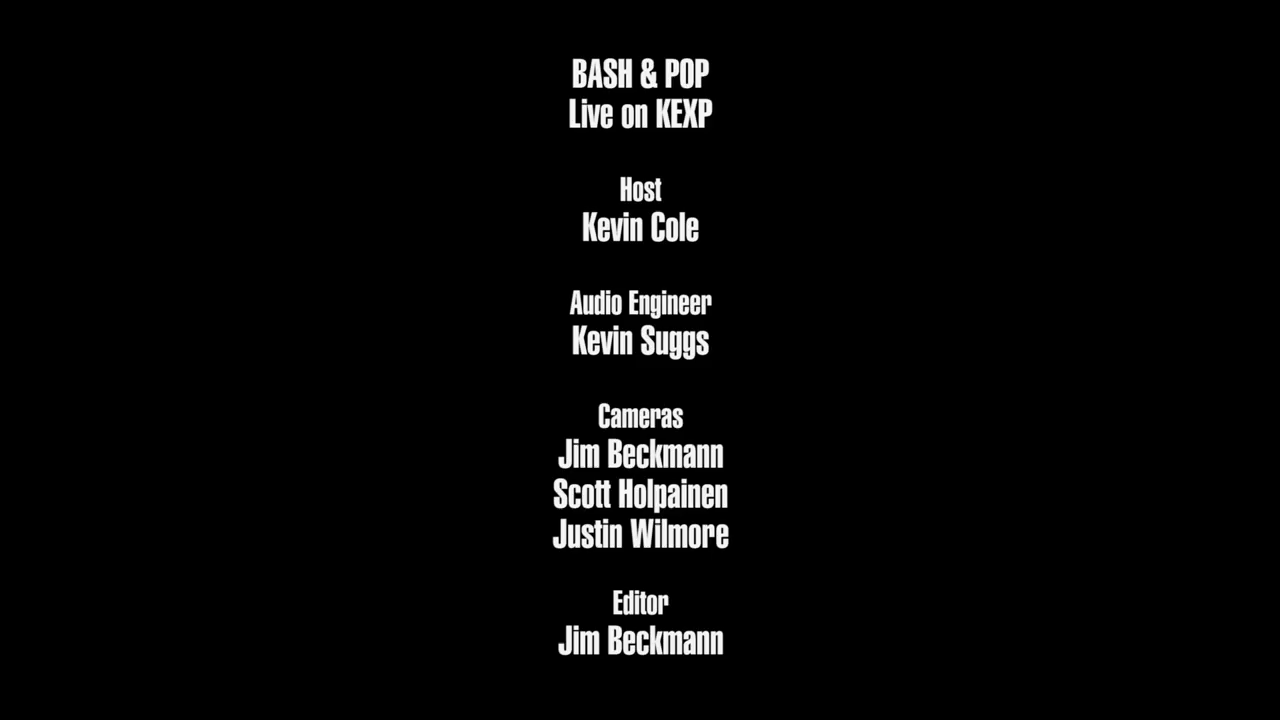 BASH & POP
Live on KEXP
Host
Kevin Cole
Audio Engineer
Kevin Suggs
Cameras
Jim Beckmann
Scott Holpainen
Justin Wilmore
Editor
Jim Beckmann